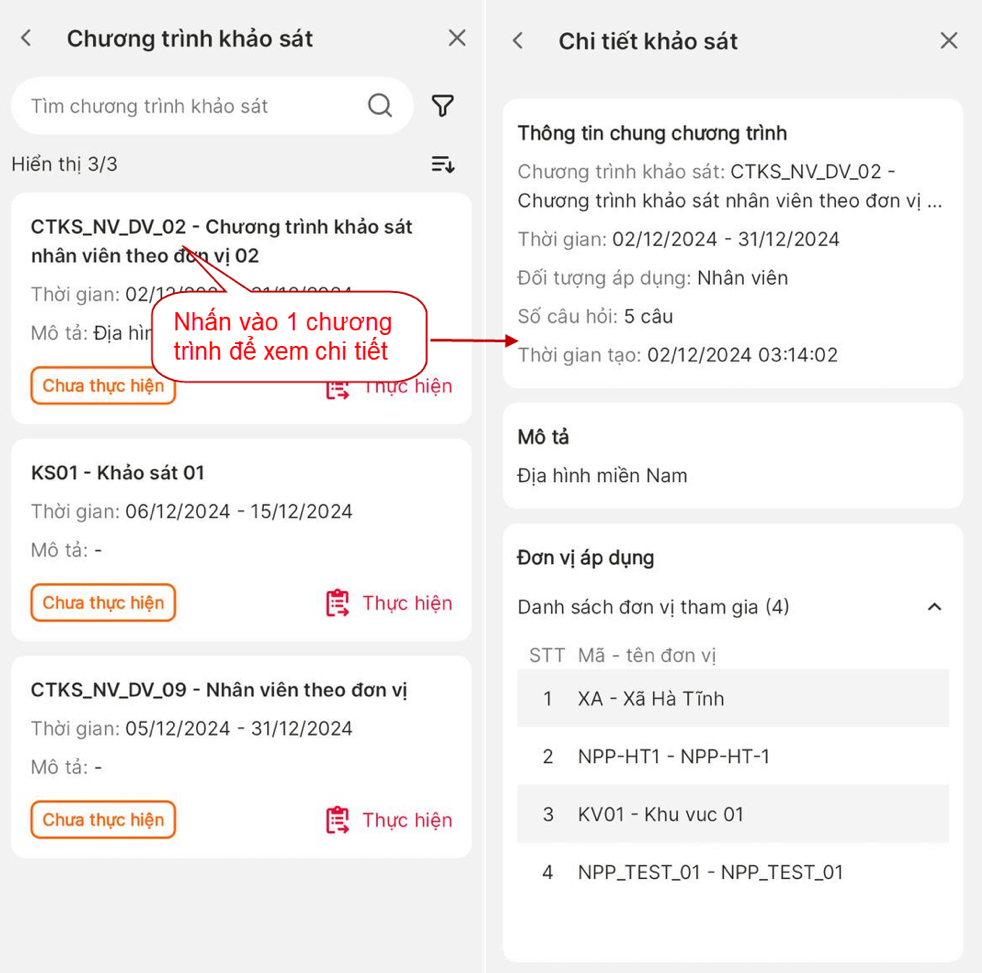 Chương trình khảo sát
Tìm chương trình khảo sát
Hiển thị 3/3
CTKS_NV_DV_02 - Chương trình khảo sát
nhân viên theo đơn vị 02
Thời gian: 02/12
Mô tả: Địa hìn
Nhấn vào 1 chương
trình để xem chi tiết
Chưa thực hiện
Thực hiện
KS01 - Khảo sát 01
Thời gian: 06/12/2024 - 15/12/2024
Mô tả: -
Chưa thực hiện
Thực hiện
CTKS_NV_DV_09 - Nhân viên theo đơn vị
Thời gian: 05/12/2024 - 31/12/2024
Mô tả: -
Chưa thực hiện
Thực hiện
Chi tiết khảo sát
Thông tin chung chương trình
Chương trình khảo sát: CTKS_NV_DV_02 -
Chương trình khảo sát nhân viên theo đơn vị ...
Thời gian: 02/12/2024 - 31/12/2024
Đối tượng áp dụng: Nhân viên
Số câu hỏi: 5 câu
Thời gian tạo: 02/12/2024 03:14:02
Mô tả
Địa hình miền Nam
Đơn vị áp dụng
Danh sách đơn vị tham gia (4)
STT Mã - tên đơn vị
1 XA - Xã Hà Tĩnh
2 NPP-HT1 - NPP-HT-1
3 KV01 - Khu vuc 01
4 NPP_TEST_01 - NPP_TEST_01